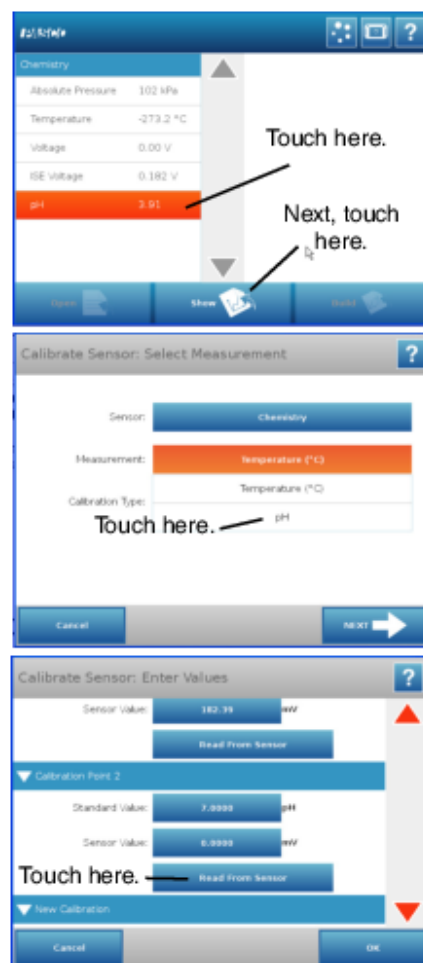 ?
Chemistry
Absolute Pressure 102 kPa
Temperature -273.2 °C
Voltage 0.00 V
ISE Voltage 0.182 V
pH 3.91
Touch here.
Next, touch
here.
Open Show Build
Calibrate Sensor: Select Measurement ?
Sensor: Chemistry
Measurement: Temperature (°C)
Temperature (°C)
Calibration Type:
pH
Touch here.
Cancel NEXT
Calibrate Sensor: Enter Values ?
Sensor Value: 182.39 mV
Read From Sensor
Calibration Point 2
Standard Value: 7.0000 pH
Sensor Value: 0.0000 mV
Touch here. Read From Sensor
New Calibration
Cancel OK